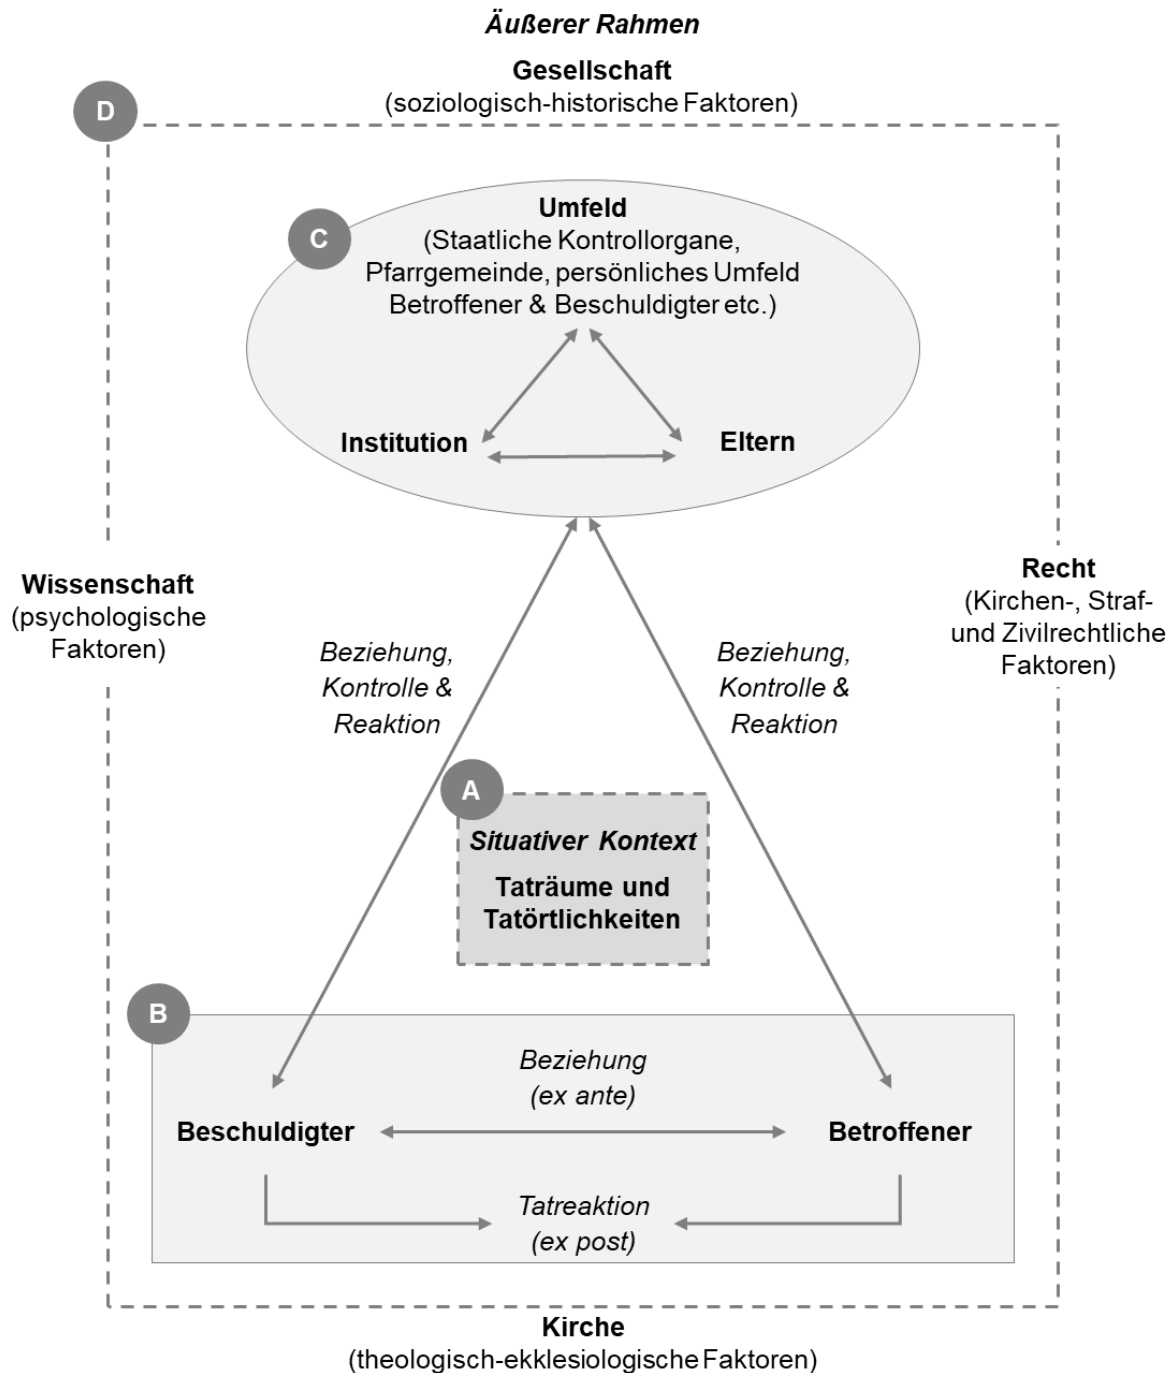 Äußerer Rahmen
Gesellschaft
(soziologisch-historische Faktoren)
D
C
Umfeld
(Staatliche Kontrollorgane,
Pfarrgemeinde, persönliches Umfeld
Betroffener & Beschuldigter etc.)
Institution
Eltern
Wissenschaft
(psychologische
Faktoren)
Recht
(Kirchen-, Straf-
und Zivilrechtliche
Faktoren)
Beziehung,
Kontrolle &
Reaktion
Beziehung,
Kontrolle &
Reaktion
A
Situativer Kontext
Taträume und
Tatörtlichkeiten
B
Beziehung
(ex ante)
Beschuldigter
Betroffener
Tatreaktion
(ex post)
Kirche
(theologisch-ekklesiologische Faktoren)